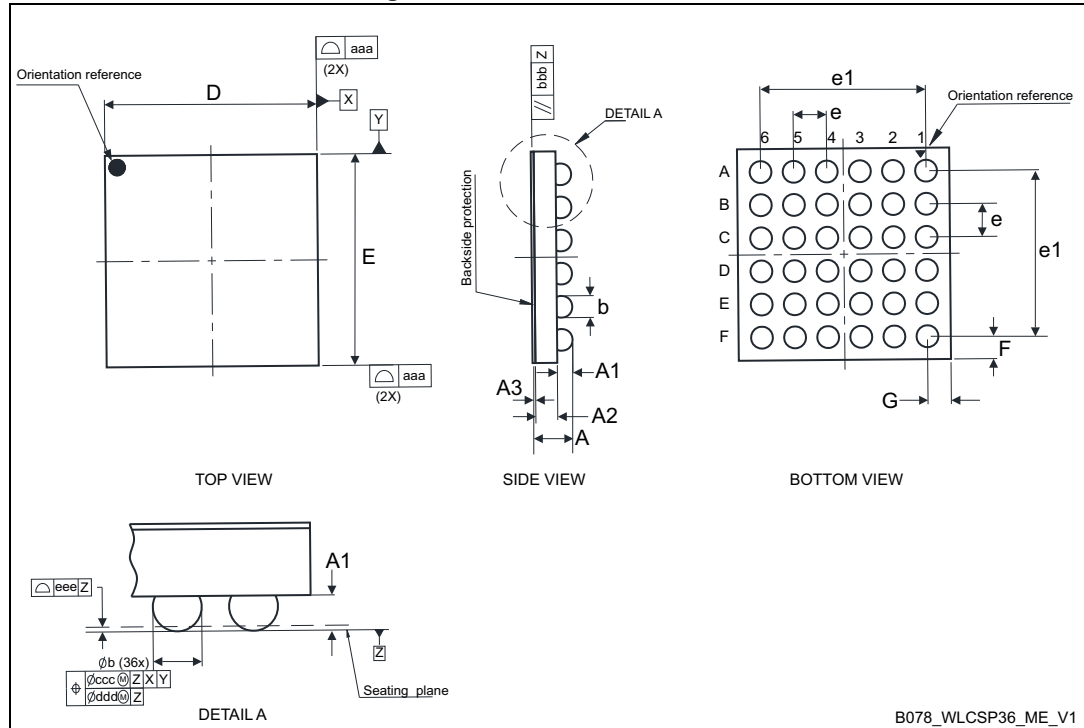 aaa
(2X)
Orientation reference
D
X
Y
E
aaa
(2X)
TOP VIEW
// bbb Z
DETAIL A
Backside protection
b
A1
A3
A2
A
SIDE VIEW
e1
Orientation reference
e
6 5 4 3 2 1
A
B
C
D
E
F
e
e1
F
G
BOTTOM VIEW
A1
eee Z
Z
Øb (36x)
Øccc Ⓜ Z X Y
Øddd Ⓜ Z
Seating plane
DETAIL A
B078_WLCSP36_ME_V1